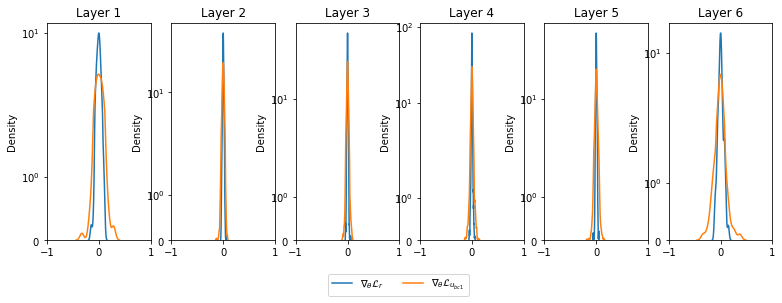 Layer 1 Layer 2 Layer 3 Layer 4 Layer 5 Layer 6
Density 10¹ 10⁰ 0 −1 0 1
Density 10¹ 10⁰ 0 −1 0 1
Density 10¹ 10⁰ 0 −1 0 1
Density 10² 10¹ 10⁰ 0 −1 0 1
Density 10¹ 10⁰ 0 −1 0 1
Density 10¹ 10⁰ 0 −1 0 1
∇θℒr ∇θℒu_bc1